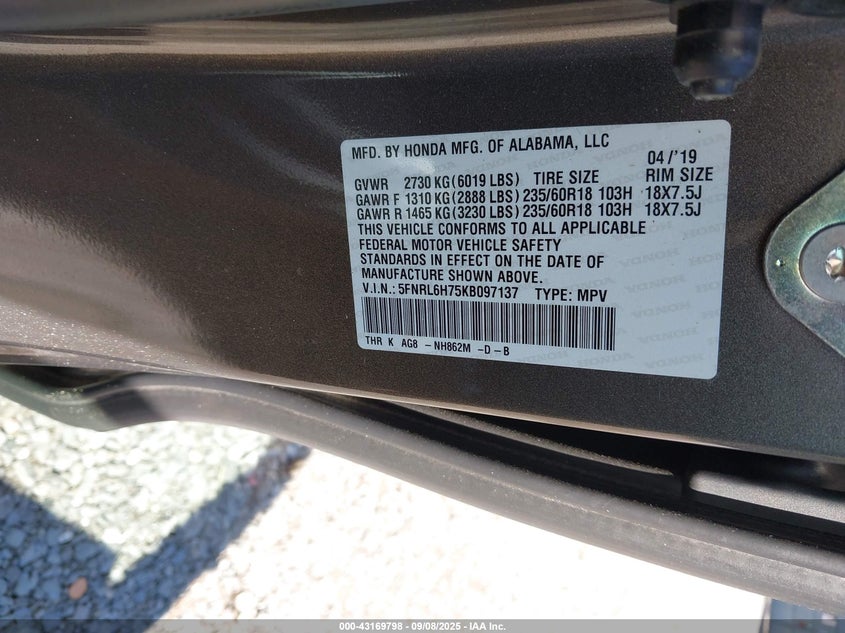 MFD. BY HONDA MFG. OF ALABAMA, LLC
04/'19
GVWR 2730 KG(6019 LBS) TIRE SIZE RIM SIZE
GAWR F 1310 KG(2888 LBS) 235/60R18 103H 18X7.5J
GAWR R 1465 KG(3230 LBS) 235/60R18 103H 18X7.5J
THIS VEHICLE CONFORMS TO ALL APPLICABLE
FEDERAL MOTOR VEHICLE SAFETY
STANDARDS IN EFFECT ON THE DATE OF
MANUFACTURE SHOWN ABOVE.
V.I.N.: 5FNRL6H75KB097137 TYPE: MPV
THR K AG8 - NH862M -D-B
000-43169798 - 09/08/2025 - IAA Inc.